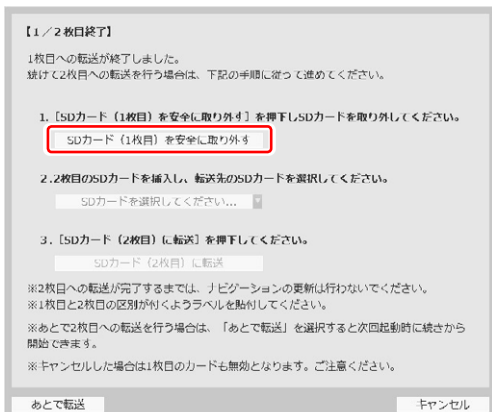 【１／２枚目終了】
1枚目への転送が終了しました。
続けて2枚目への転送を行う場合は、下記の手順に従って進めてください。
1.［SDカード（1枚目）を安全に取り外す］を押下しSDカードを取り外してください。
SDカード（1枚目）を安全に取り外す
2.2枚目のSDカードを挿入し、転送先のSDカードを選択してください。
SDカードを選択してください...
3.［SDカード（2枚目）に転送］を押下してください。
SDカード（2枚目）に転送
※2枚目への転送が完了するまでは、ナビゲーションの更新は行わないでください。
※1枚目と2枚目の区別が付くようラベルを貼付してください。
※あとで2枚目への転送を行う場合は、「あとで転送」を選択すると次回起動時に続きから
開始できます。
※キャンセルした場合は1枚目のカードも無効となります。ご注意ください。
あとで転送
キャンセル